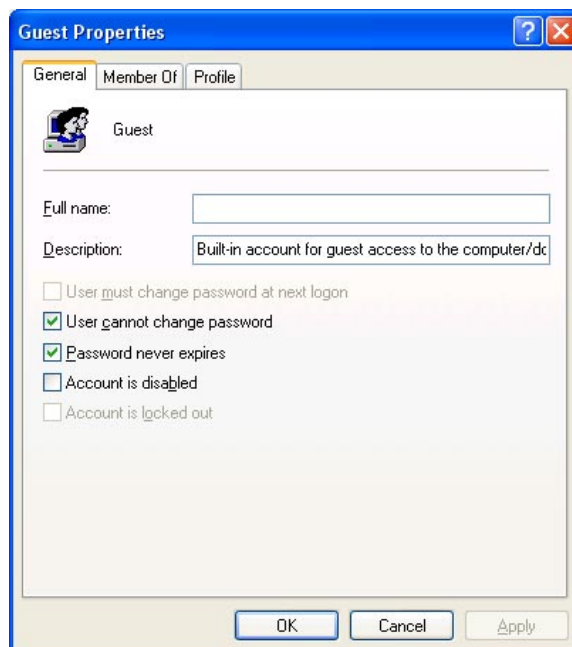 Guest Properties
General Member Of Profile
Guest
Full name:
Description: Built-in account for guest access to the computer/do
User must change password at next logon
User cannot change password
Password never expires
Account is disabled
Account is locked out
OK Cancel Apply